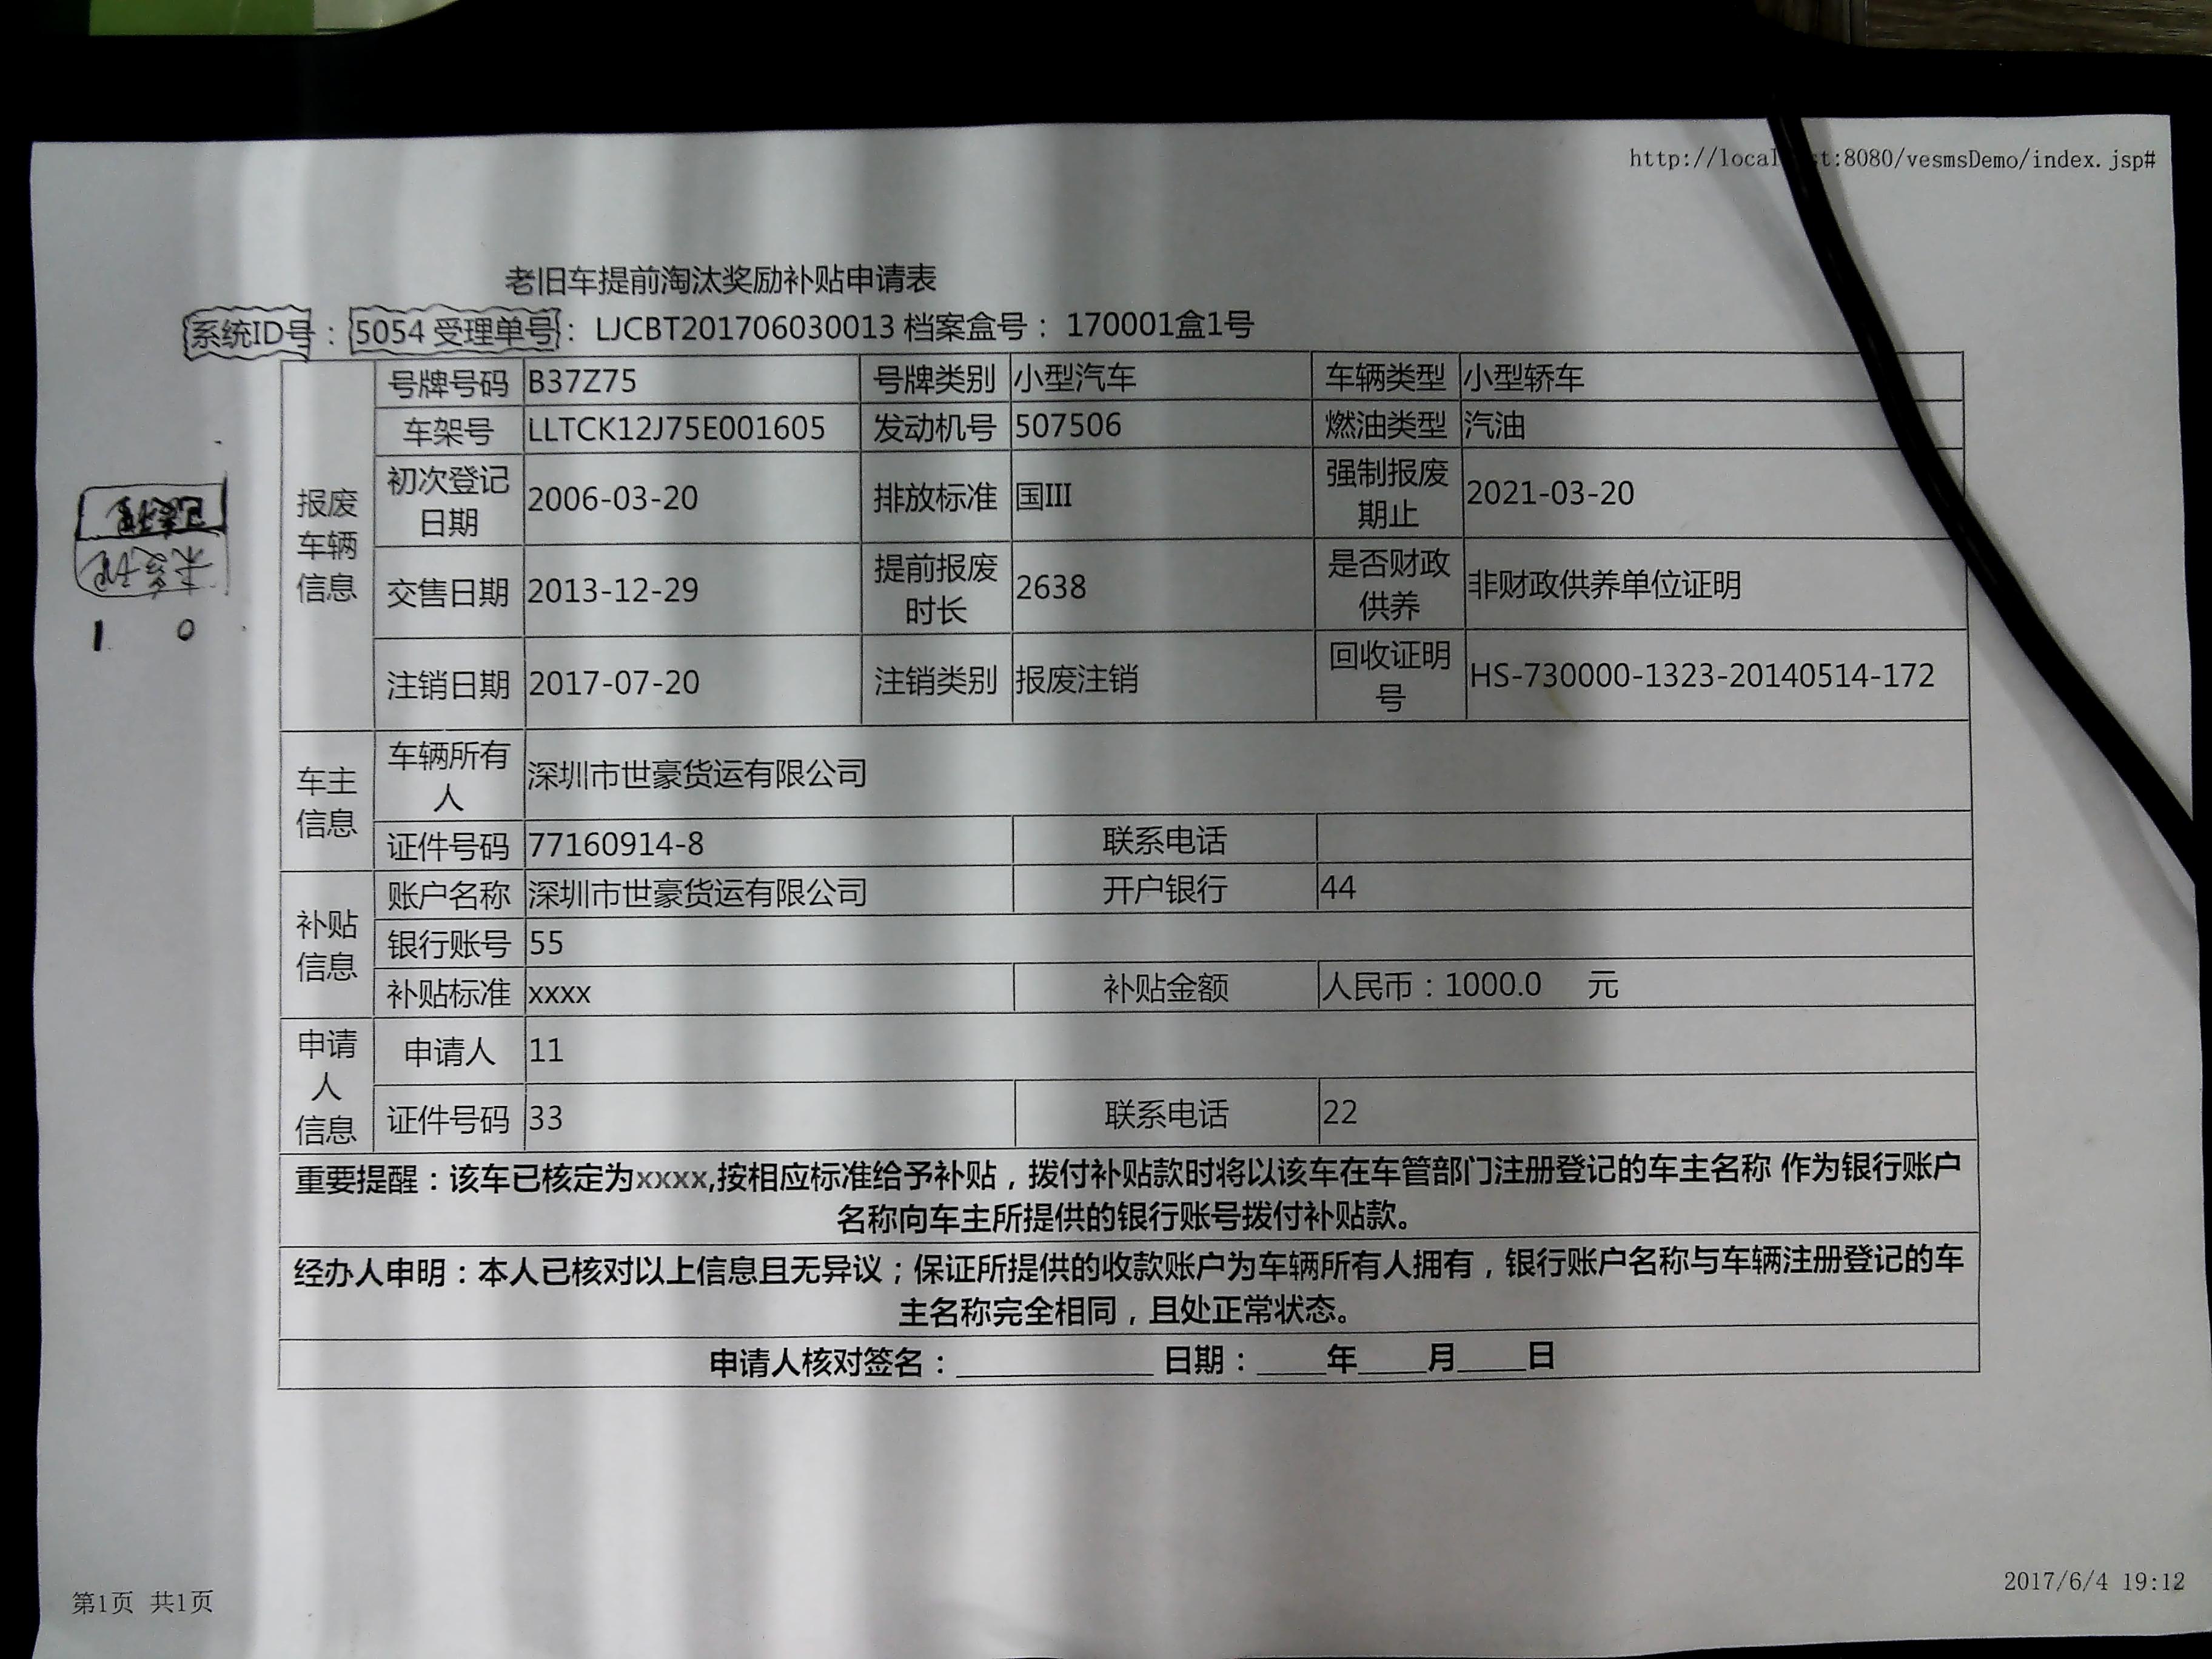 http://local st:8080/vesmsDemo/index.jsp#
老旧车提前淘汰奖励补贴申请表
系统ID号：5054 受理单号：LJCBT201706030013 档案盒号：170001盒1号
报废车辆信息
号牌号码 B37Z75 号牌类别 小型汽车 车辆类型 小型轿车
车架号 LLTCK12J75E001605 发动机号 507506 燃油类型 汽油
初次登记日期 2006-03-20 排放标准 国III 强制报废期止 2021-03-20
交售日期 2013-12-29 提前报废时长 2638 是否财政供养 非财政供养单位证明
注销日期 2017-07-20 注销类别 报废注销 回收证明号 HS-730000-1323-20140514-172
车主信息
车辆所有人 深圳市世豪货运有限公司
证件号码 77160914-8 联系电话
补贴信息
账户名称 深圳市世豪货运有限公司 开户银行 44
银行账号 55
补贴标准 xxxx 补贴金额 人民币：1000.0 元
申请人信息
申请人 11
证件号码 33 联系电话 22
重要提醒：该车已核定为xxxx,按相应标准给予补贴，拨付补贴款时将以该车在车管部门注册登记的车主名称 作为银行账户
名称向车主所提供的银行账号拨付补贴款。
经办人申明：本人已核对以上信息且无异议；保证所提供的收款账户为车辆所有人拥有，银行账户名称与车辆注册登记的车
主名称完全相同，且处正常状态。
申请人核对签名：____________ 日期：____年____月____日
1 0
第1页 共1页
2017/6/4 19:12